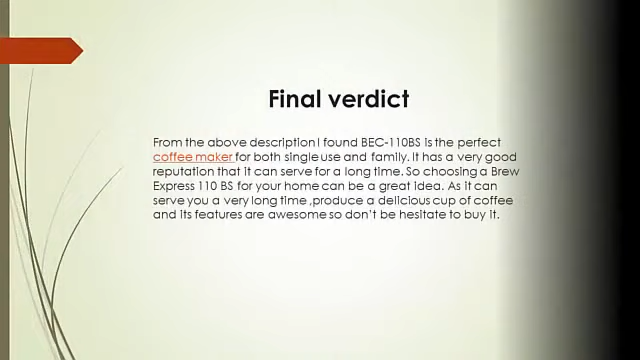 Final verdict
From the above description I found BEC-110BS is the perfect
coffee maker for both single use and family. It has a very good
reputation that it can serve for a long time. So choosing a Brew
Express 110 BS for your home can be a great idea. As it can
serve you a very long time ,produce a delicious cup of coffee
and its features are awesome so don’t be hesitate to buy it.